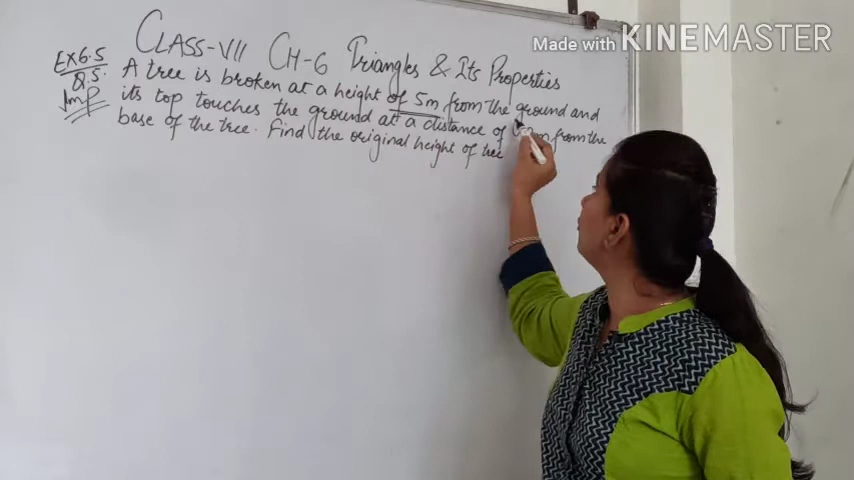 Made with KINEMASTER
CLASS-VII CH-6 Triangles & Its Properties
Ex 6.5
Q.5. A tree is broken at a height of 5m from the ground and
Imp its top touches the ground at a distance of m from the
base of the tree. Find the original height of tree